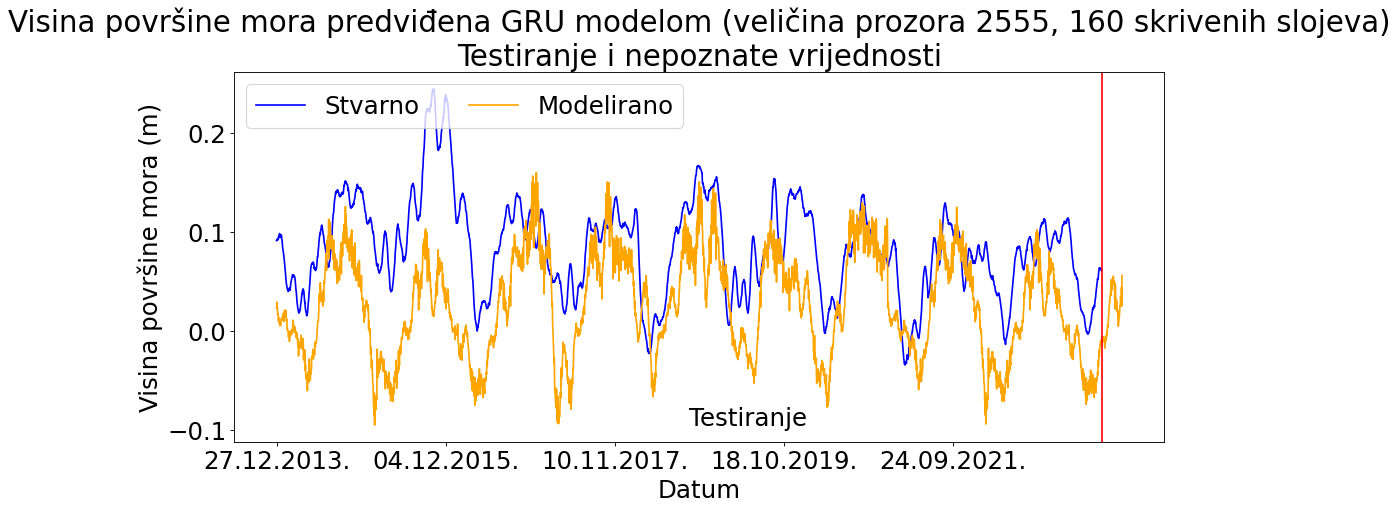 Visina površine mora predviđena GRU modelom (veličina prozora 2555, 160 skrivenih slojeva)
Testiranje i nepoznate vrijednosti
Stvarno Modelirano
Visina površine mora (m)
0.2
0.1
0.0
−0.1
Testiranje
27.12.2013. 04.12.2015. 10.11.2017. 18.10.2019. 24.09.2021.
Datum